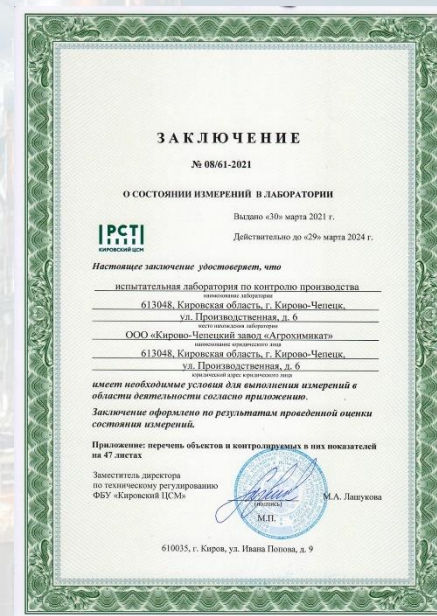 ЗАКЛЮЧЕНИЕ
№ 08/61-2021
О СОСТОЯНИИ ИЗМЕРЕНИЙ В ЛАБОРАТОРИИ
Выдано «30» марта 2021 г.
РСТ
КИРОВСКИЙ ЦСМ
Действительно до «29» марта 2024 г.
Настоящее заключение удостоверяет, что
испытательная лаборатория по контролю производства
наименование лаборатории
613048, Кировская область, г. Кирово-Чепецк,
ул. Производственная, д. 6
место нахождения лаборатории
ООО «Кирово-Чепецкий завод «Агрохимикат»
наименование юридического лица
613048, Кировская область, г. Кирово-Чепецк,
ул. Производственная, д. 6
юридический адрес юридического лица
имеет необходимые условия для выполнения измерений в
области деятельности согласно приложению.
Заключение оформлено по результатам проведенной оценки
состояния измерений.
Приложение: перечень объектов и контролируемых в них показателей
на 47 листах
Заместитель директора
по техническому регулированию
ФБУ «Кировский ЦСМ»
М.А. Лашукова
(подпись)
М.П.
610035, г. Киров, ул. Ивана Попова, д. 9